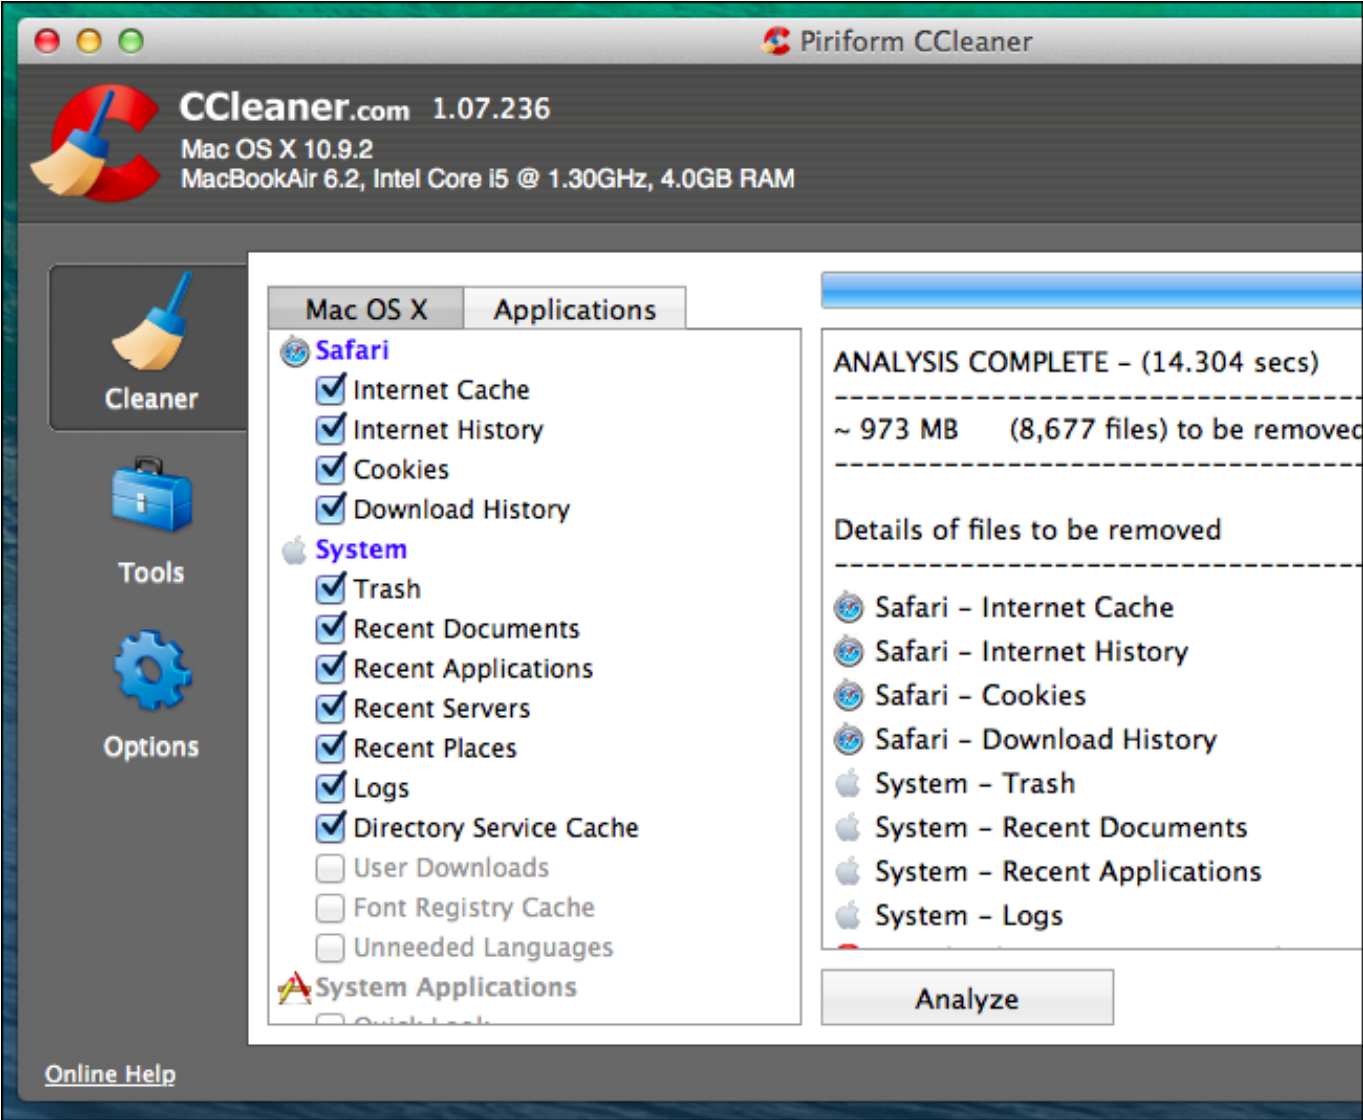 Piriform CCleaner
CCleaner.com 1.07.236
Mac OS X 10.9.2
MacBookAir 6.2, Intel Core i5 @ 1.30GHz, 4.0GB RAM
Cleaner
Tools
Options
Mac OS X
Applications
Safari
Internet Cache
Internet History
Cookies
Download History
System
Trash
Recent Documents
Recent Applications
Recent Servers
Recent Places
Logs
Directory Service Cache
User Downloads
Font Registry Cache
Unneeded Languages
System Applications
ANALYSIS COMPLETE - (14.304 secs)
~ 973 MB (8,677 files) to be removed
Details of files to be removed
Safari - Internet Cache
Safari - Internet History
Safari - Cookies
Safari - Download History
System - Trash
System - Recent Documents
System - Recent Applications
System - Logs
Analyze
Online Help